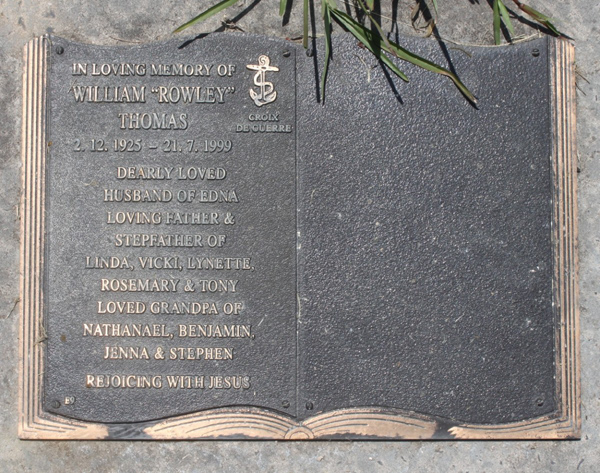 IN LOVING MEMORY OF
WILLIAM "ROWLEY"
THOMAS
CROIX
DE GUERRE
2. 12. 1925 – 21. 7. 1999
DEARLY LOVED
HUSBAND OF EDNA
LOVING FATHER &
STEPFATHER OF
LINDA, VICKI, LYNETTE,
ROSEMARY & TONY
LOVED GRANDPA OF
NATHANAEL, BENJAMIN,
JENNA & STEPHEN
REJOICING WITH JESUS
E9